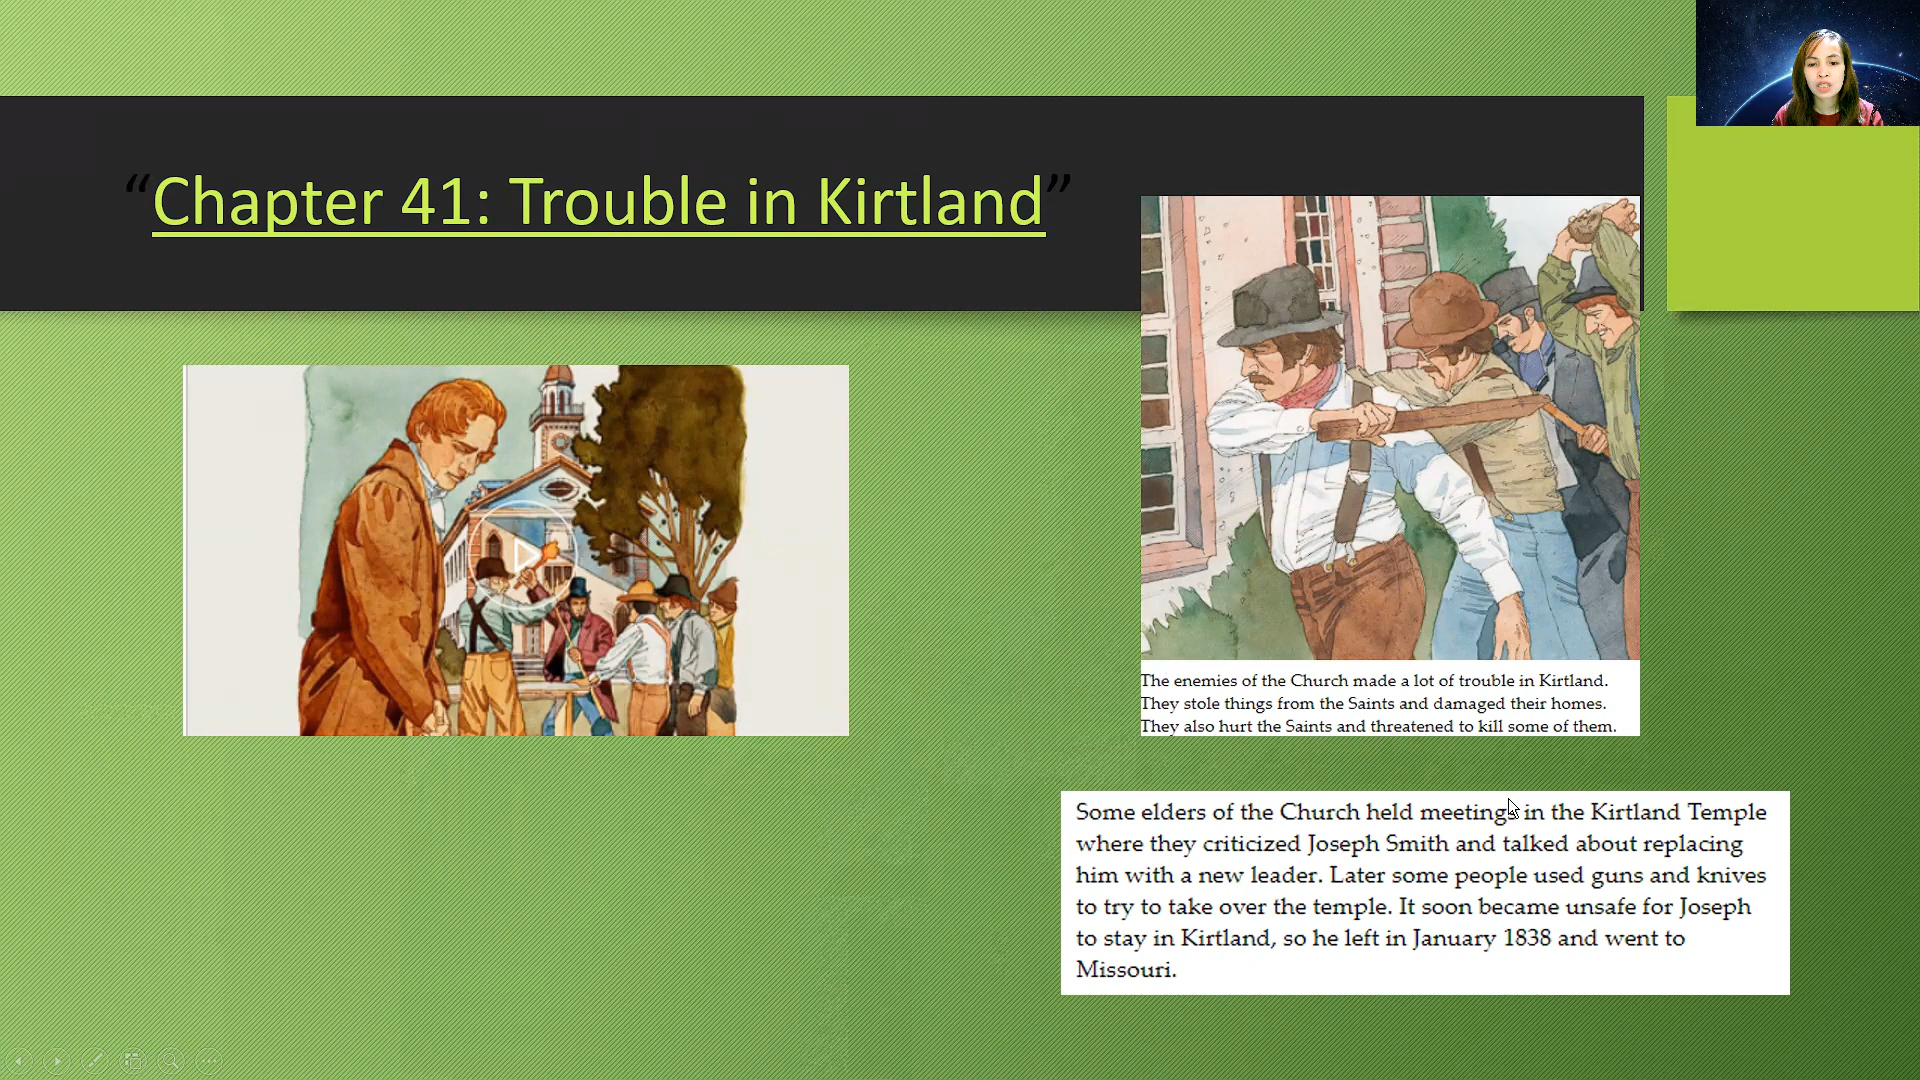 “Chapter 41: Trouble in Kirtland”
The enemies of the Church made a lot of trouble in Kirtland.
They stole things from the Saints and damaged their homes.
They also hurt the Saints and threatened to kill some of them.
Some elders of the Church held meetings in the Kirtland Temple
where they criticized Joseph Smith and talked about replacing
him with a new leader. Later some people used guns and knives
to try to take over the temple. It soon became unsafe for Joseph
to stay in Kirtland, so he left in January 1838 and went to
Missouri.